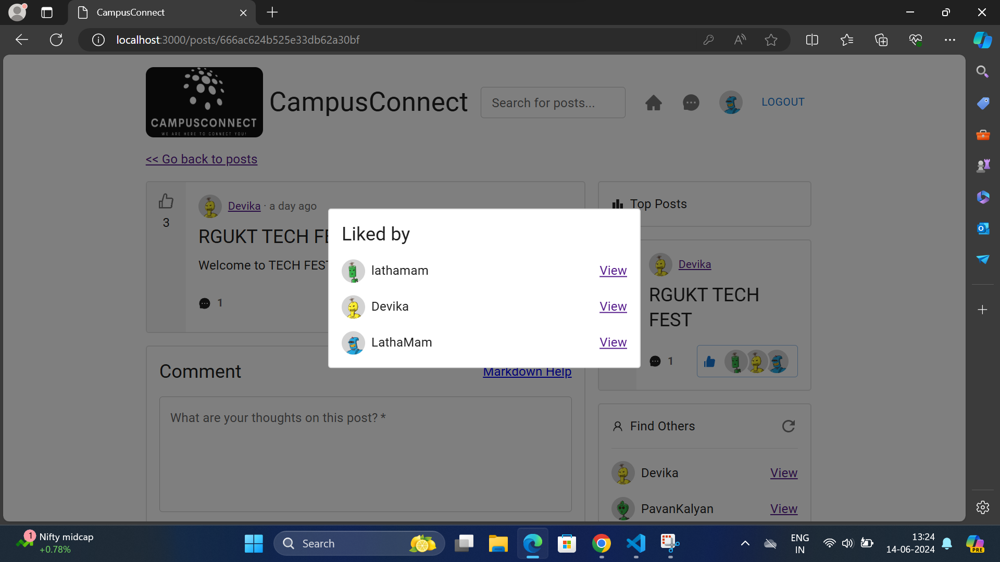 CampusConnect
localhost:3000/posts/666ac624b525e33db62a30bf
CAMPUSCONNECT
WE ARE HERE TO CONNECT YOU!
CampusConnect
Search for posts...
LOGOUT
<< Go back to posts
3
Devika · a day ago
RGUKT TECH FE
Welcome to TECH FEST
1
Liked by
lathamam View
Devika View
LathaMam View
Top Posts
Devika
RGUKT TECH
FEST
1
Comment
Markdown Help
What are your thoughts on this post? *
Find Others
Devika View
PavanKalyan View
1
Nifty midcap
+0.78%
Search
ENG
IN
13:24
14-06-2024
PRE